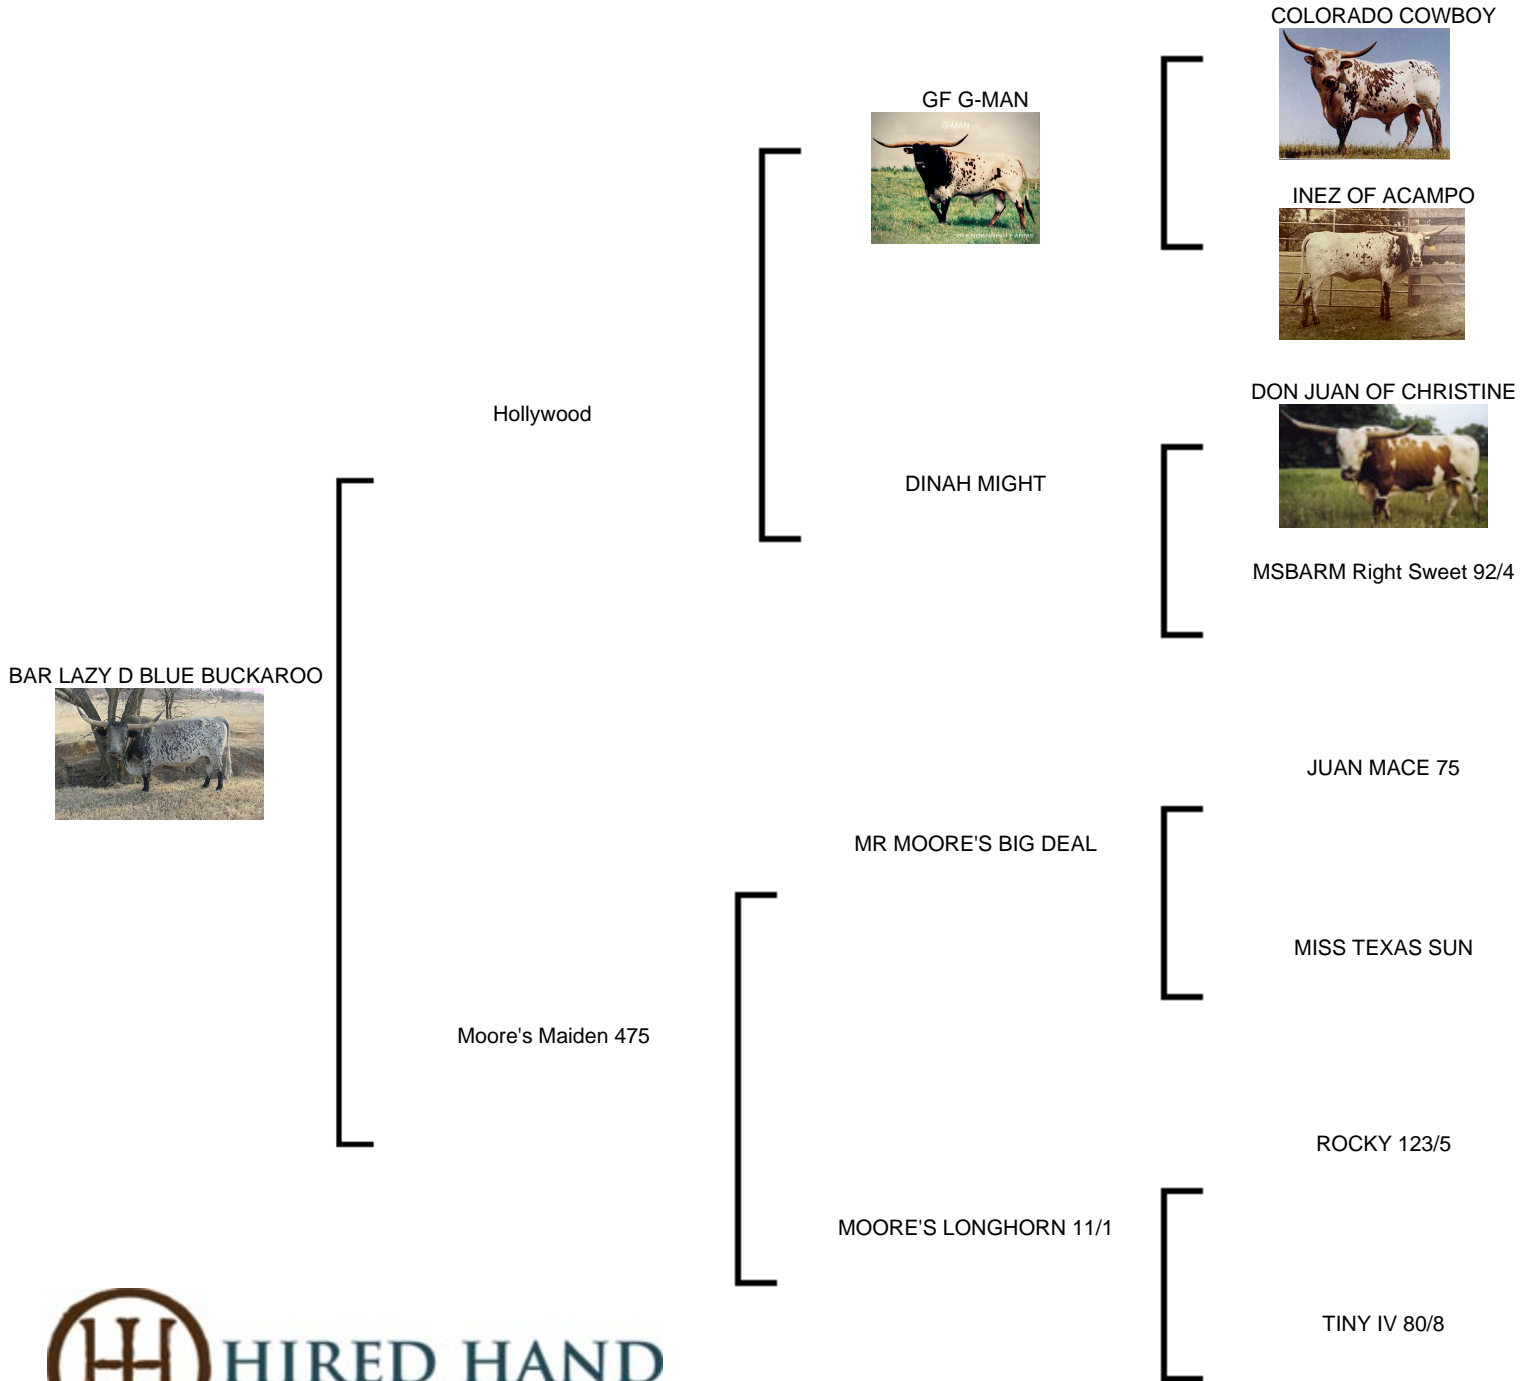 COLORADO COWBOY
GF G-MAN
G-MAN
INEZ OF ACAMPO
DON JUAN OF CHRISTINE
Hollywood
DINAH MIGHT
MSBARM Right Sweet 92/4
BAR LAZY D BLUE BUCKAROO
JUAN MACE 75
MR MOORE'S BIG DEAL
MISS TEXAS SUN
Moore's Maiden 475
ROCKY 123/5
MOORE'S LONGHORN 11/1
TINY IV 80/8
HIRED HAND